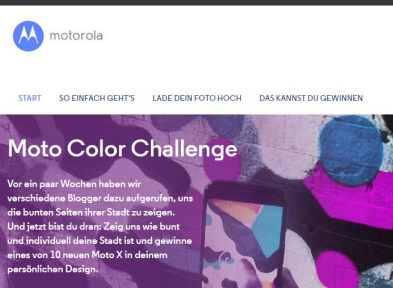 motorola
START SO EINFACH GEHT'S LADE DEIN FOTO HOCH DAS KANNST DU GEWINNEN
Moto Color Challenge
Vor ein paar Wochen haben wir
verschiedene Blogger dazu aufgerufen, uns
die bunten Seiten ihrer Stadt zu zeigen.
Und jetzt bist du dran: Zeig uns wie bunt
und individuell deine Stadt ist und gewinne
eines von 10 neuen Moto X in deinem
persönlichen Design.